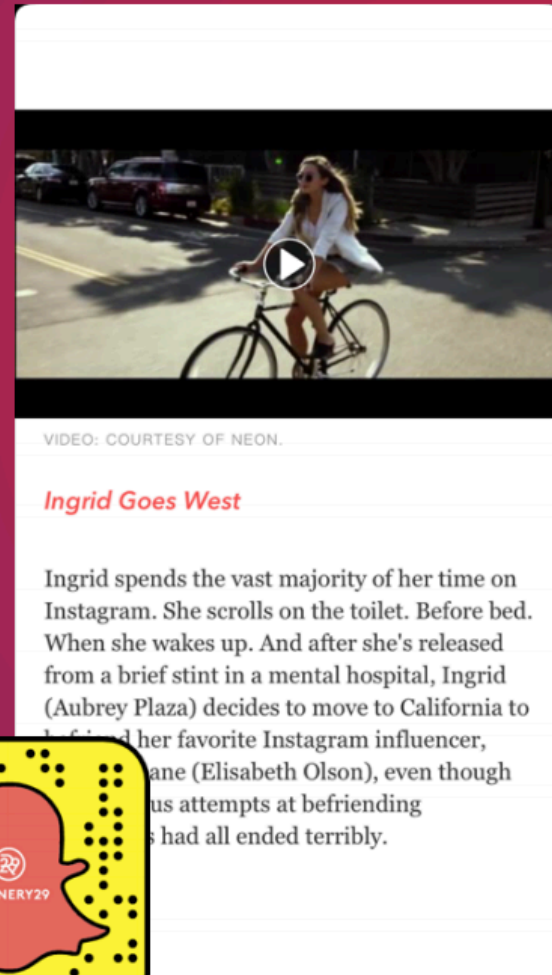 VIDEO: COURTESY OF NEON.
Ingrid Goes West
Ingrid spends the vast majority of her time on
Instagram. She scrolls on the toilet. Before bed.
When she wakes up. And after she's released
from a brief stint in a mental hospital, Ingrid
(Aubrey Plaza) decides to move to California to
her favorite Instagram influencer,
(Elisabeth Olson), even though
attempts at befriending
had all ended terribly.
29